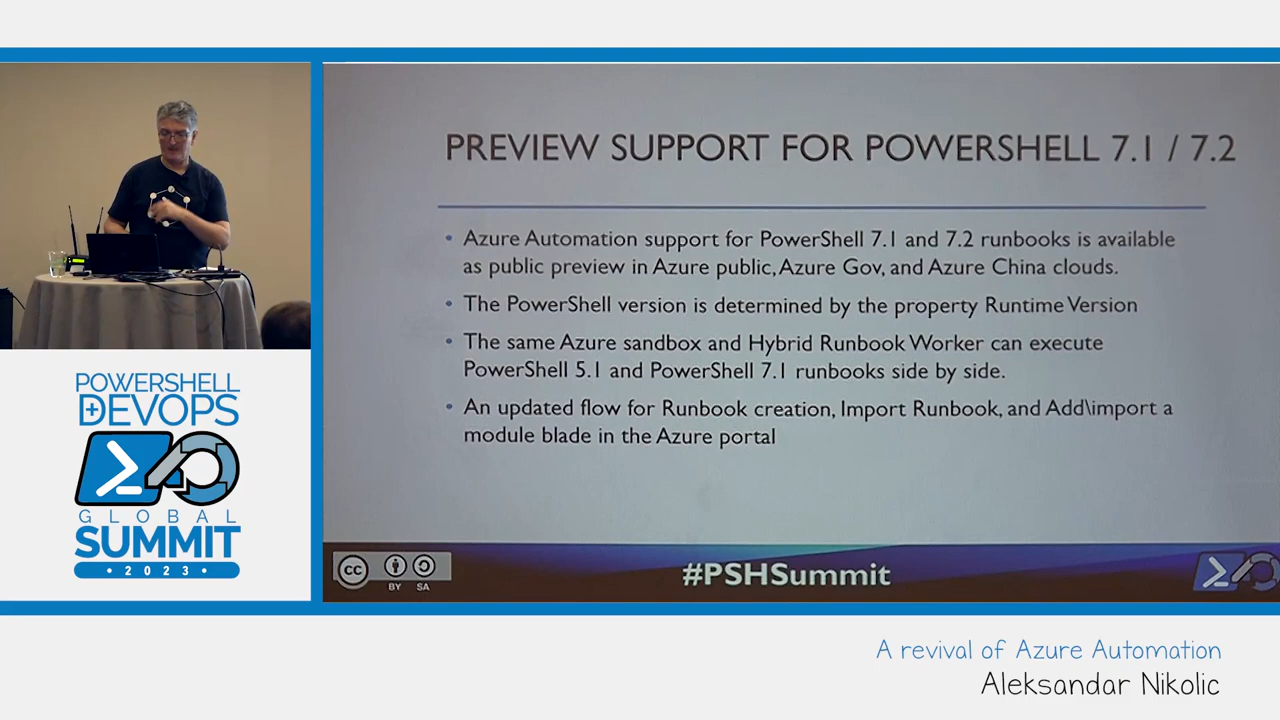 PREVIEW SUPPORT FOR POWERSHELL 7.1 / 7.2
• Azure Automation support for PowerShell 7.1 and 7.2 runbooks is available
as public preview in Azure public, Azure Gov, and Azure China clouds.
• The PowerShell version is determined by the property Runtime Version
• The same Azure sandbox and Hybrid Runbook Worker can execute
PowerShell 5.1 and PowerShell 7.1 runbooks side by side.
• An updated flow for Runbook creation, Import Runbook, and Add\import a
module blade in the Azure portal
cc
BY SA
#PSHSummit
POWERSHELL
+DEVOPS
GLOBAL
SUMMIT
• 2023 •
A revival of Azure Automation
Aleksandar Nikolic